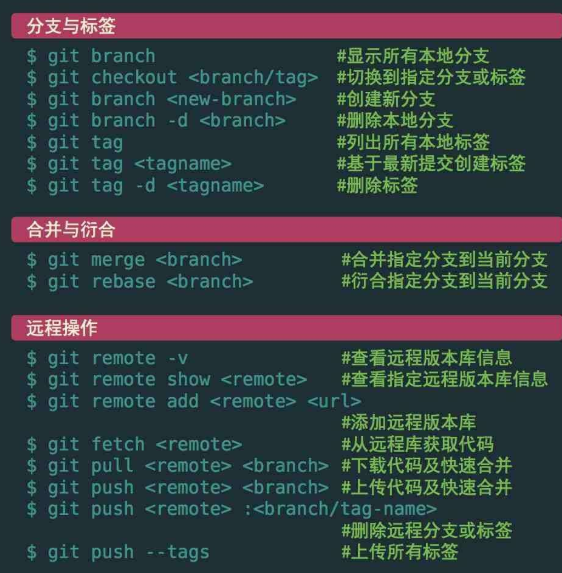 分支与标签
$ git branch #显示所有本地分支
$ git checkout <branch/tag> #切换到指定分支或标签
$ git branch <new-branch> #创建新分支
$ git branch -d <branch> #删除本地分支
$ git tag #列出所有本地标签
$ git tag <tagname> #基于最新提交创建标签
$ git tag -d <tagname> #删除标签
合并与衍合
$ git merge <branch> #合并指定分支到当前分支
$ git rebase <branch> #衍合指定分支到当前分支
远程操作
$ git remote -v #查看远程版本库信息
$ git remote show <remote> #查看指定远程版本库信息
$ git remote add <remote> <url>
#添加远程版本库
$ git fetch <remote> #从远程库获取代码
$ git pull <remote> <branch> #下载代码及快速合并
$ git push <remote> <branch> #上传代码及快速合并
$ git push <remote> :<branch/tag-name>
#删除远程分支或标签
$ git push --tags #上传所有标签